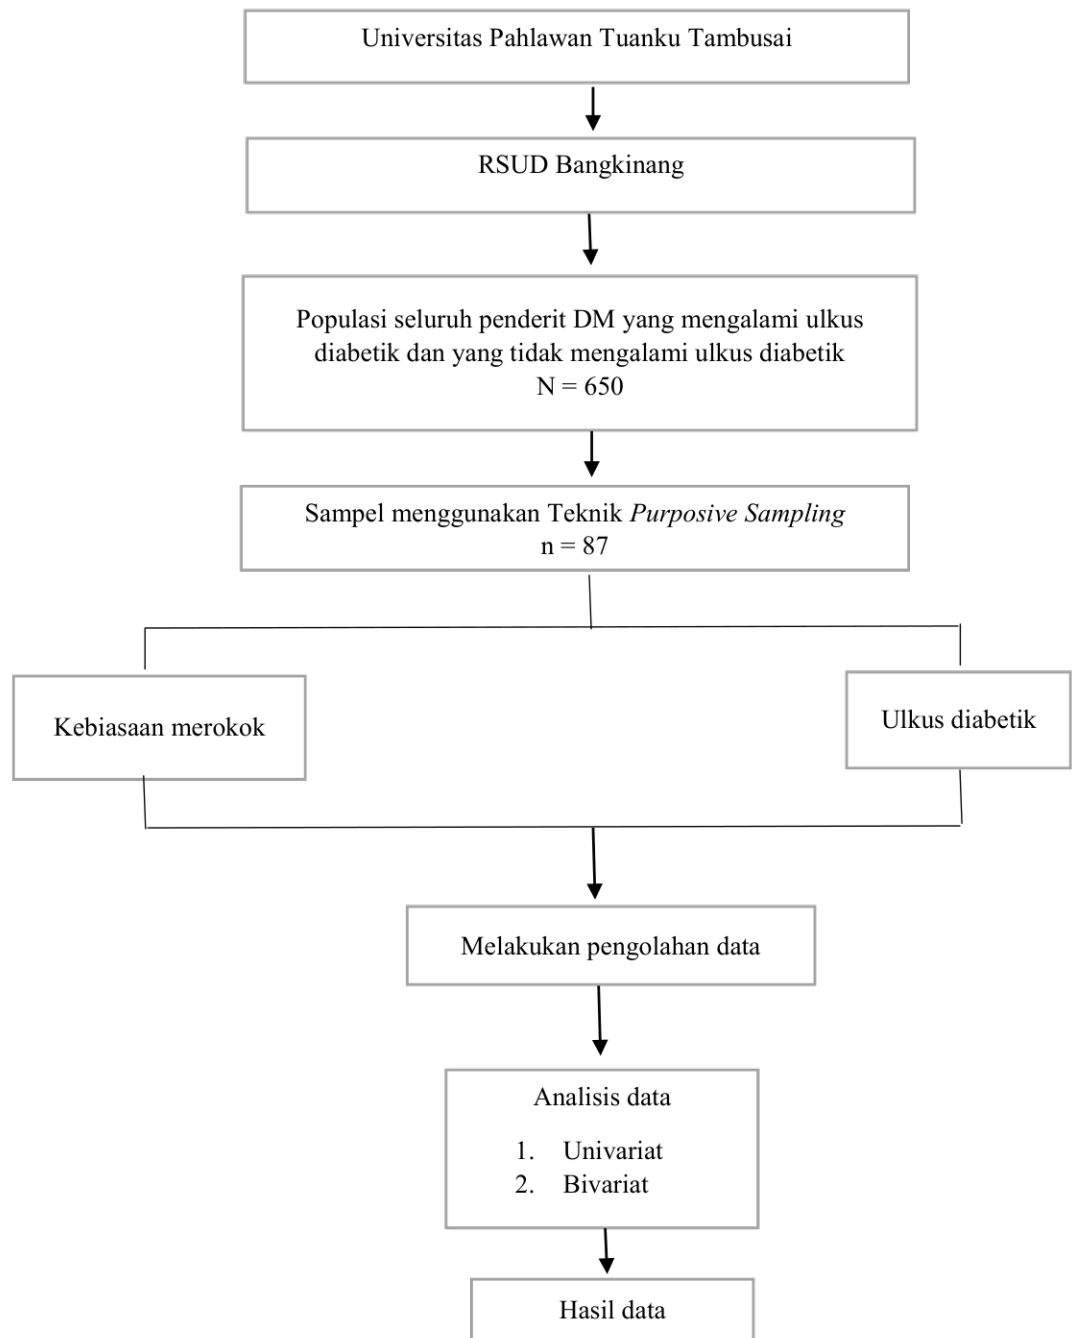 Universitas Pahlawan Tuanku Tambusai
RSUD Bangkinang
Populasi seluruh penderit DM yang mengalami ulkus
diabetik dan yang tidak mengalami ulkus diabetik
N = 650
Sampel menggunakan Teknik Purposive Sampling
n = 87
Kebiasaan merokok
Ulkus diabetik
Melakukan pengolahan data
Analisis data
1. Univariat
2. Bivariat
Hasil data